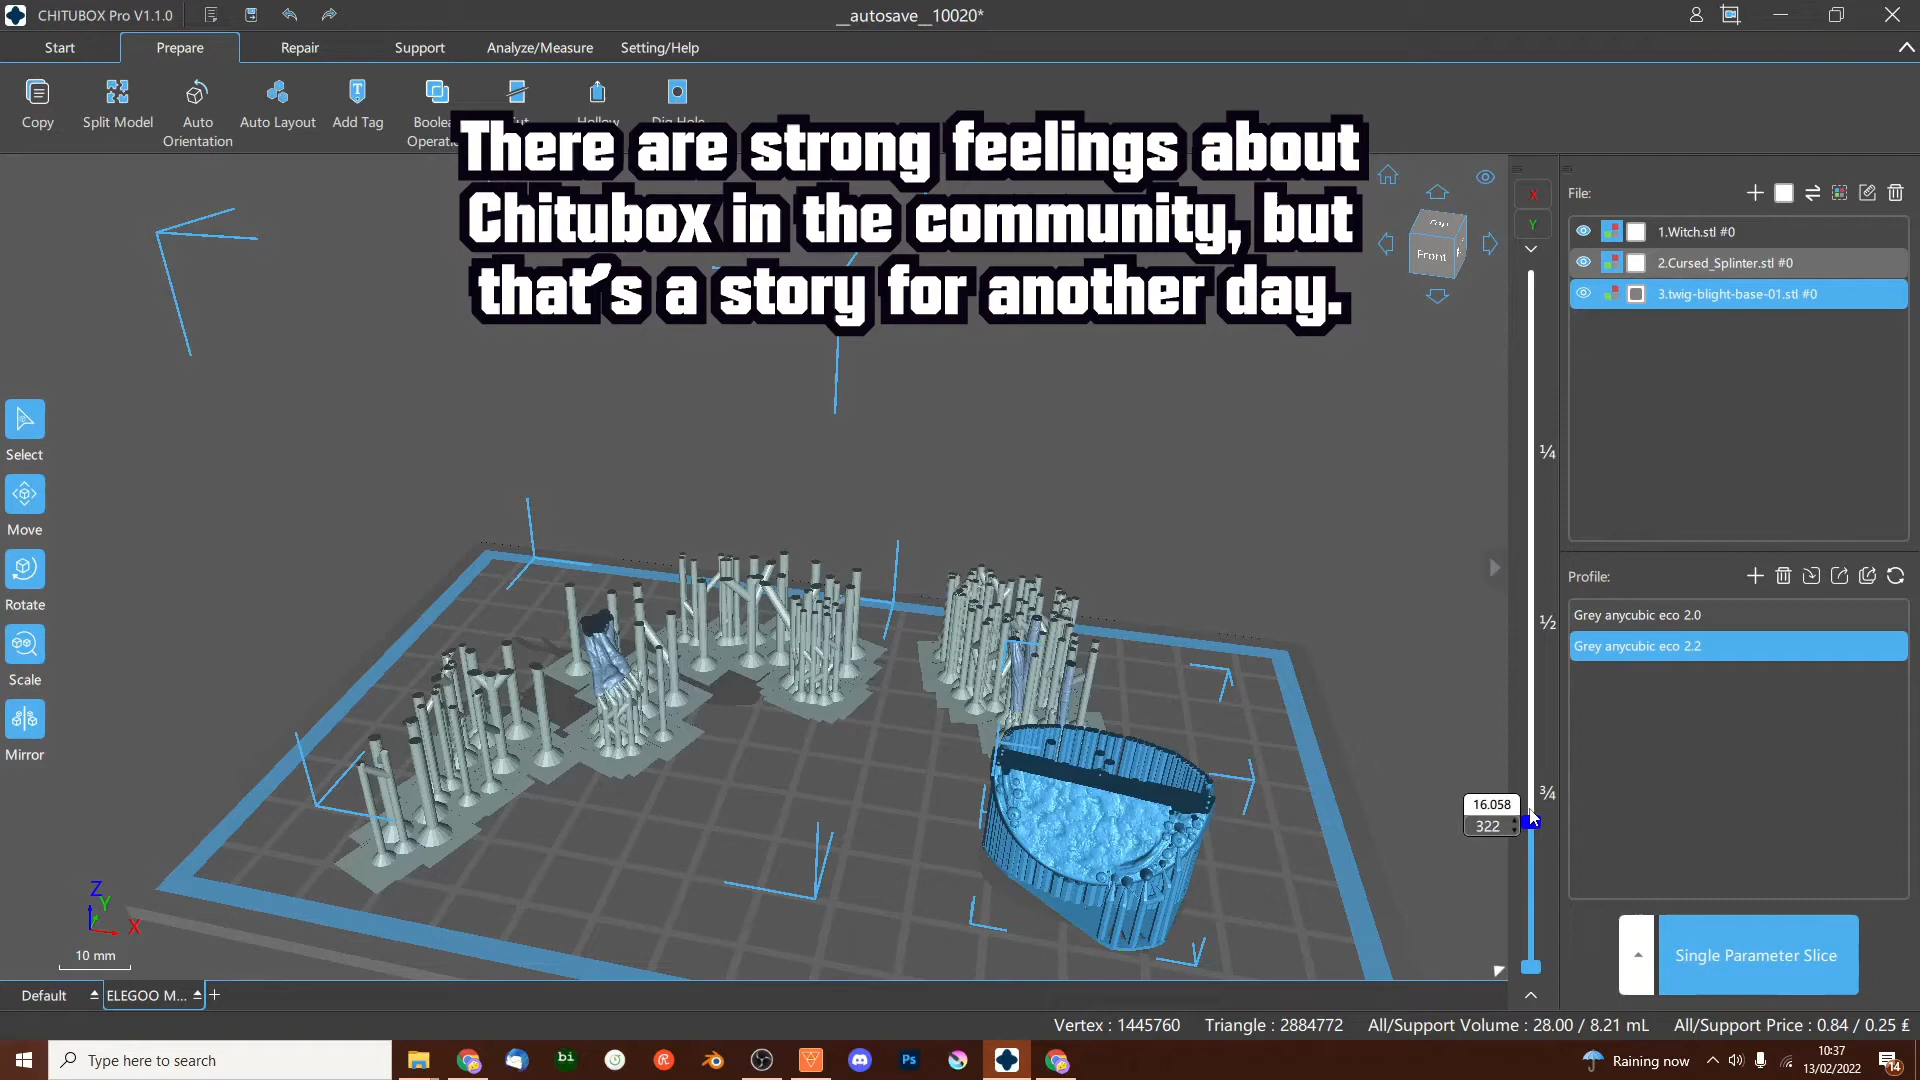 CHITUBOX Pro V1.1.0
__autosave__10020*
Start
Prepare
Repair
Support
Analyze/Measure
Setting/Help
Copy
Split Model
Auto
Orientation
Auto Layout
Add Tag
There are strong feelings about
Chitubox in the community, but
that's a story for another day.
Top
Front
X
Y
File:
1.Witch.stl #0
2.Cursed_Splinter.stl #0
3.twig-blight-base-01.stl #0
¼
½
¾
16.058
322
Select
Move
Rotate
Scale
Mirror
Profile:
Grey anycubic eco 2.0
Grey anycubic eco 2.2
Single Parameter Slice
Z
Y
X
10 mm
Default
ELEGOO M...
Vertex : 1445760
Triangle : 2884772
All/Support Volume : 28.00 / 8.21 mL
All/Support Price : 0.84 / 0.25 £
Type here to search
bi
Ps
Raining now
10:37
13/02/2022
14